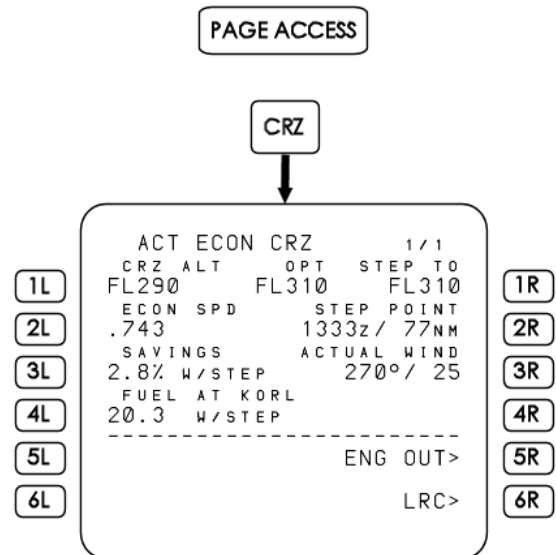 PAGE ACCESS
CRZ
ACT ECON CRZ 1/1
CRZ ALT OPT STEP TO
1L FL290 FL310 FL310 1R
ECON SPD STEP POINT
2L .743 1333z/ 77NM 2R
SAVINGS ACTUAL WIND
3L 2.8% W/STEP 270°/ 25 3R
FUEL AT KORL
4L 20.3 W/STEP 4R
--------------------------
5L ENG OUT> 5R
6L LRC> 6R